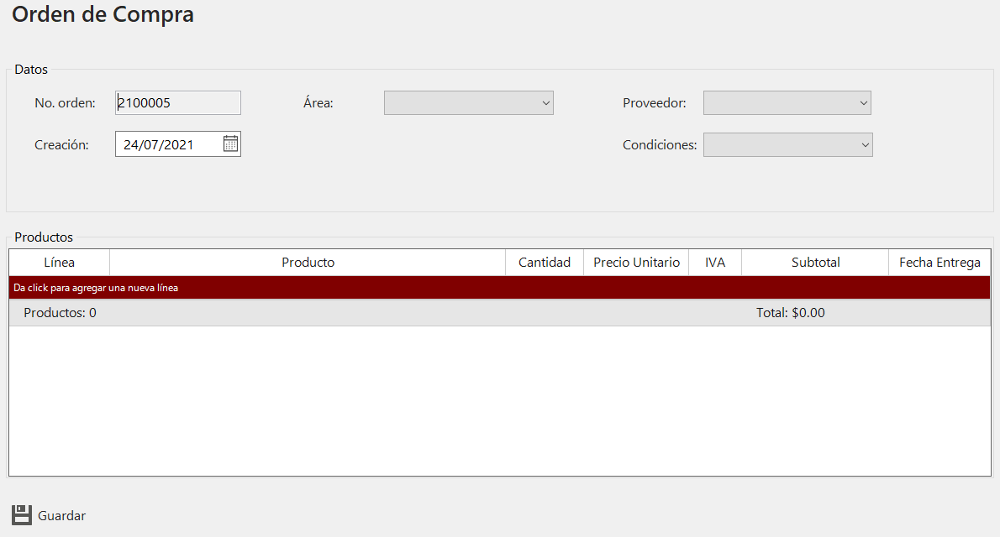 Orden de Compra
Datos
No. orden: 2100005 Área: Proveedor:
Creación: 24/07/2021 Condiciones:
Productos
Línea Producto Cantidad Precio Unitario IVA Subtotal Fecha Entrega
Da click para agregar una nueva línea
Productos: 0 Total: $0.00
Guardar